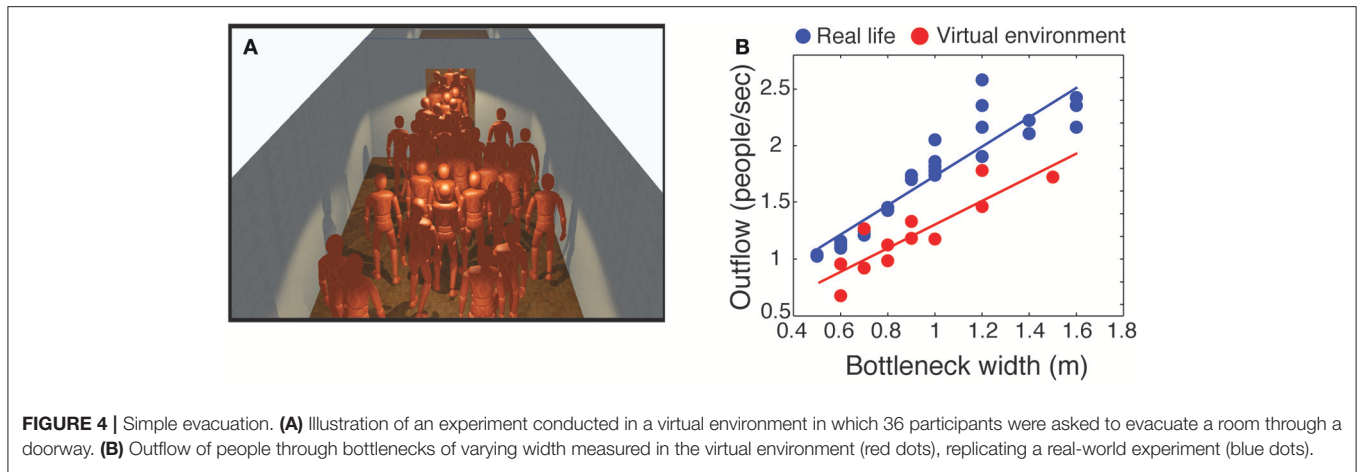 A
B
Real life Virtual environment
Outflow (people/sec)
2.5
2
1.5
1
0.5
0.4 0.6 0.8 1 1.2 1.4 1.6 1.8
Bottleneck width (m)
FIGURE 4 | Simple evacuation. (A) Illustration of an experiment conducted in a virtual environment in which 36 participants were asked to evacuate a room through a
doorway. (B) Outflow of people through bottlenecks of varying width measured in the virtual environment (red dots), replicating a real-world experiment (blue dots).